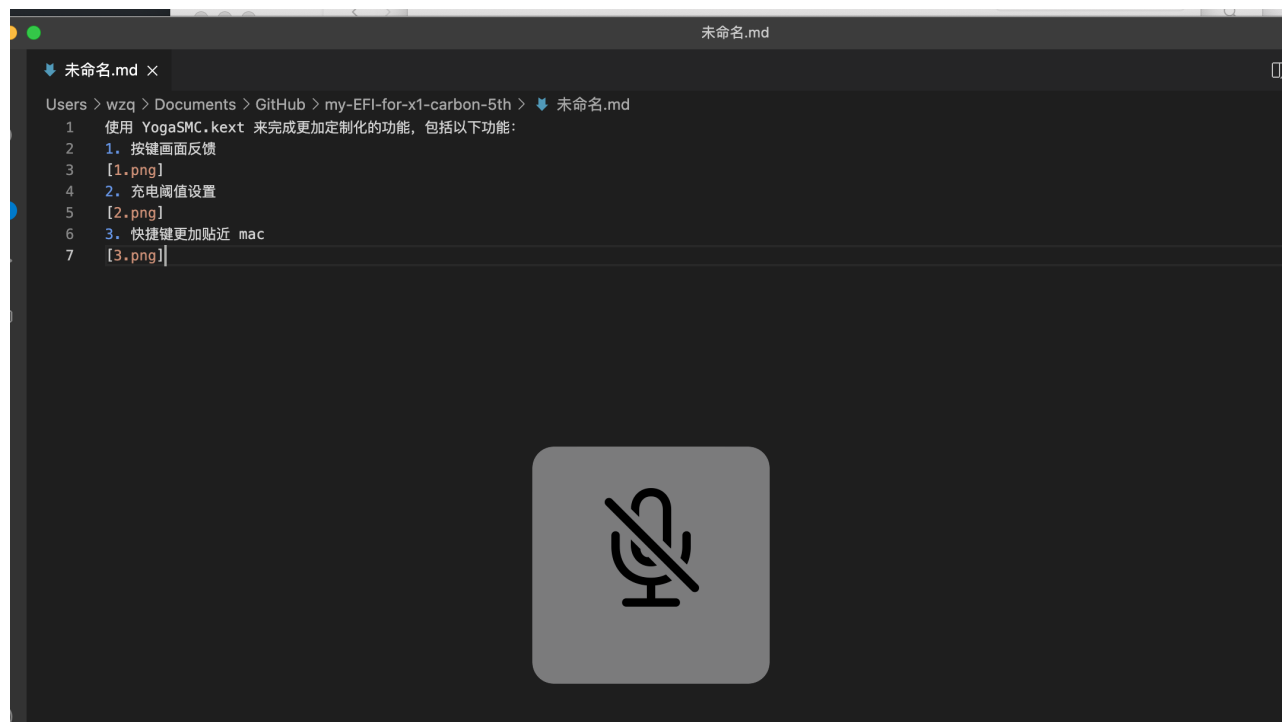 未命名.md
未命名.md
Users > wzq > Documents > GitHub > my-EFI-for-x1-carbon-5th > 未命名.md
1 使用 YogaSMC.kext 来完成更加定制化的功能，包括以下功能：
2 1. 按键画面反馈
3 [1.png]
4 2. 充电阈值设置
5 [2.png]
6 3. 快捷键更加贴近 mac
7 [3.png]